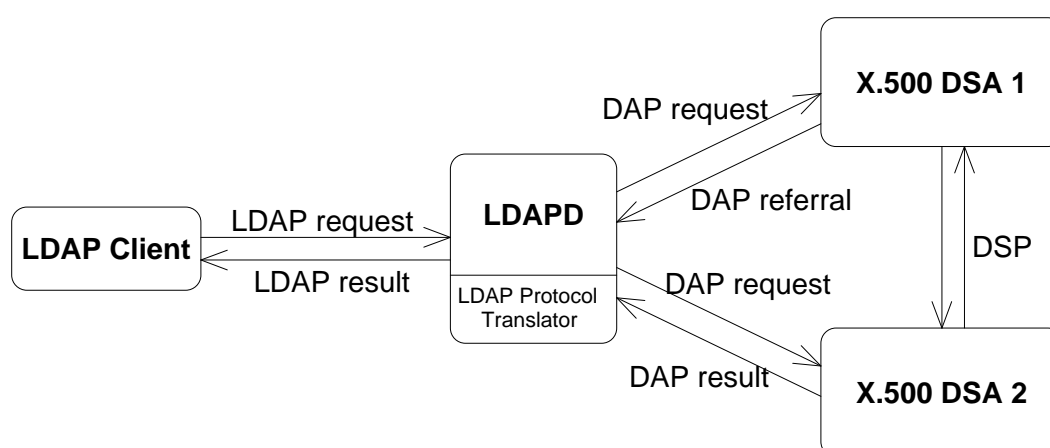 X.500 DSA 1
DAP request
DAP referral
LDAPD
LDAP request
LDAP Client
LDAP result
DSP
DAP request
LDAP Protocol
Translator
DAP result
X.500 DSA 2